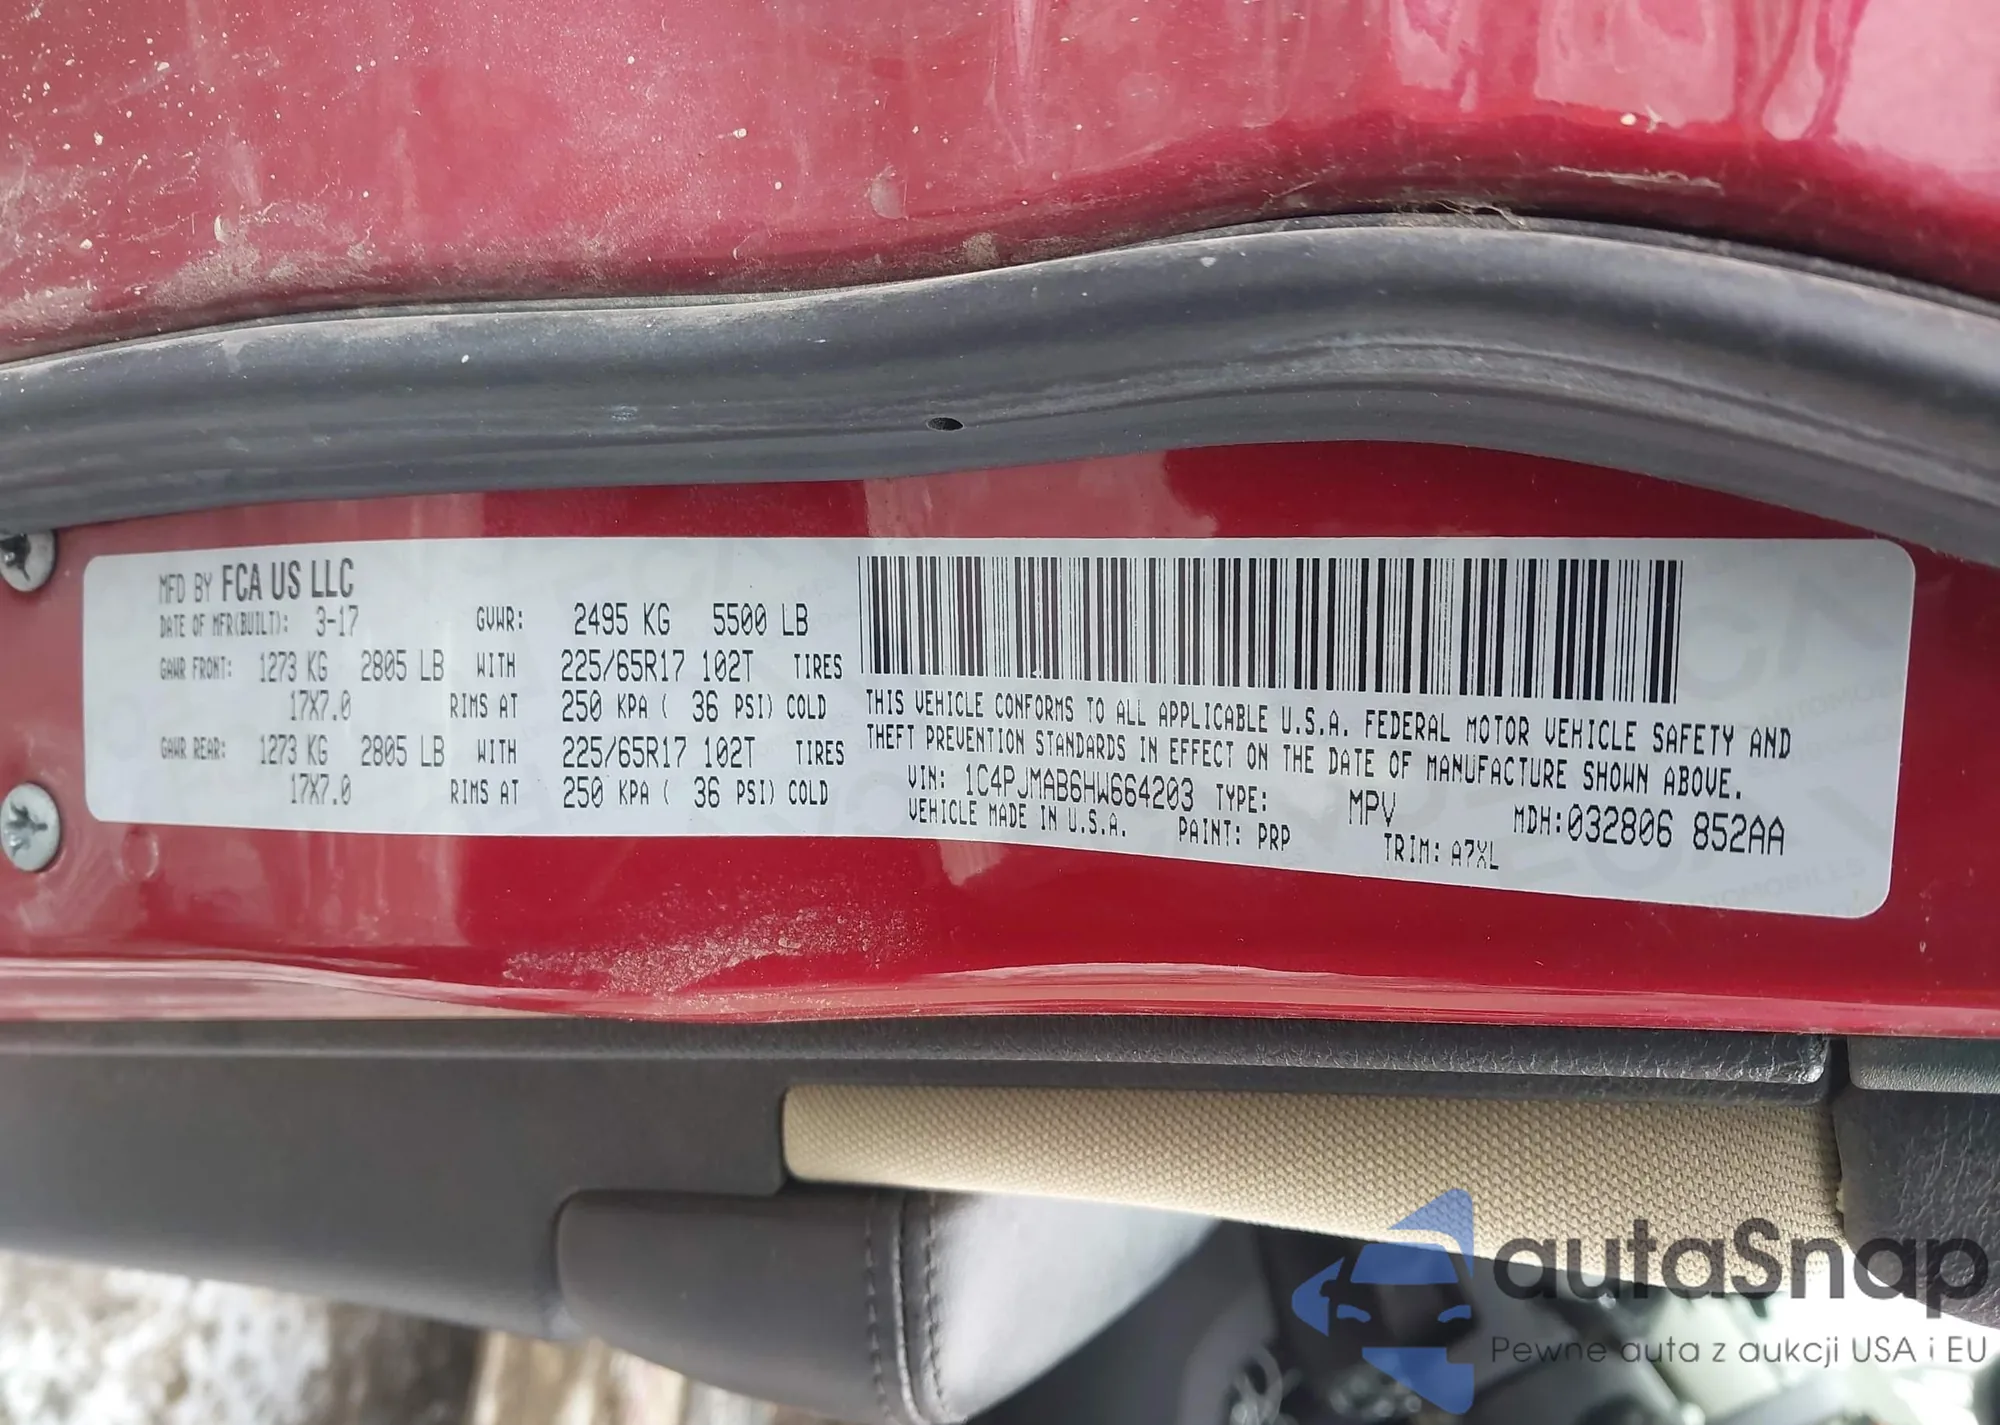 MFD BY FCA US LLC
DATE OF MFR(BUILT): 3-17 GVWR: 2495 KG 5500 LB
GAWR FRONT: 1273 KG 2805 LB WITH 225/65R17 102T TIRES
17X7.0 RIMS AT 250 KPA ( 36 PSI) COLD
GAWR REAR: 1273 KG 2805 LB WITH 225/65R17 102T TIRES
17X7.0 RIMS AT 250 KPA ( 36 PSI) COLD
THIS VEHICLE CONFORMS TO ALL APPLICABLE U.S.A. FEDERAL MOTOR VEHICLE SAFETY AND
THEFT PREVENTION STANDARDS IN EFFECT ON THE DATE OF MANUFACTURE SHOWN ABOVE.
VIN: 1C4PJMAB6HW664203 TYPE: MPV MDH:032806 852AA
VEHICLE MADE IN U.S.A. PAINT: PRP TRIM: A7XL
autaSnap
Pewne auta z aukcji USA i EU